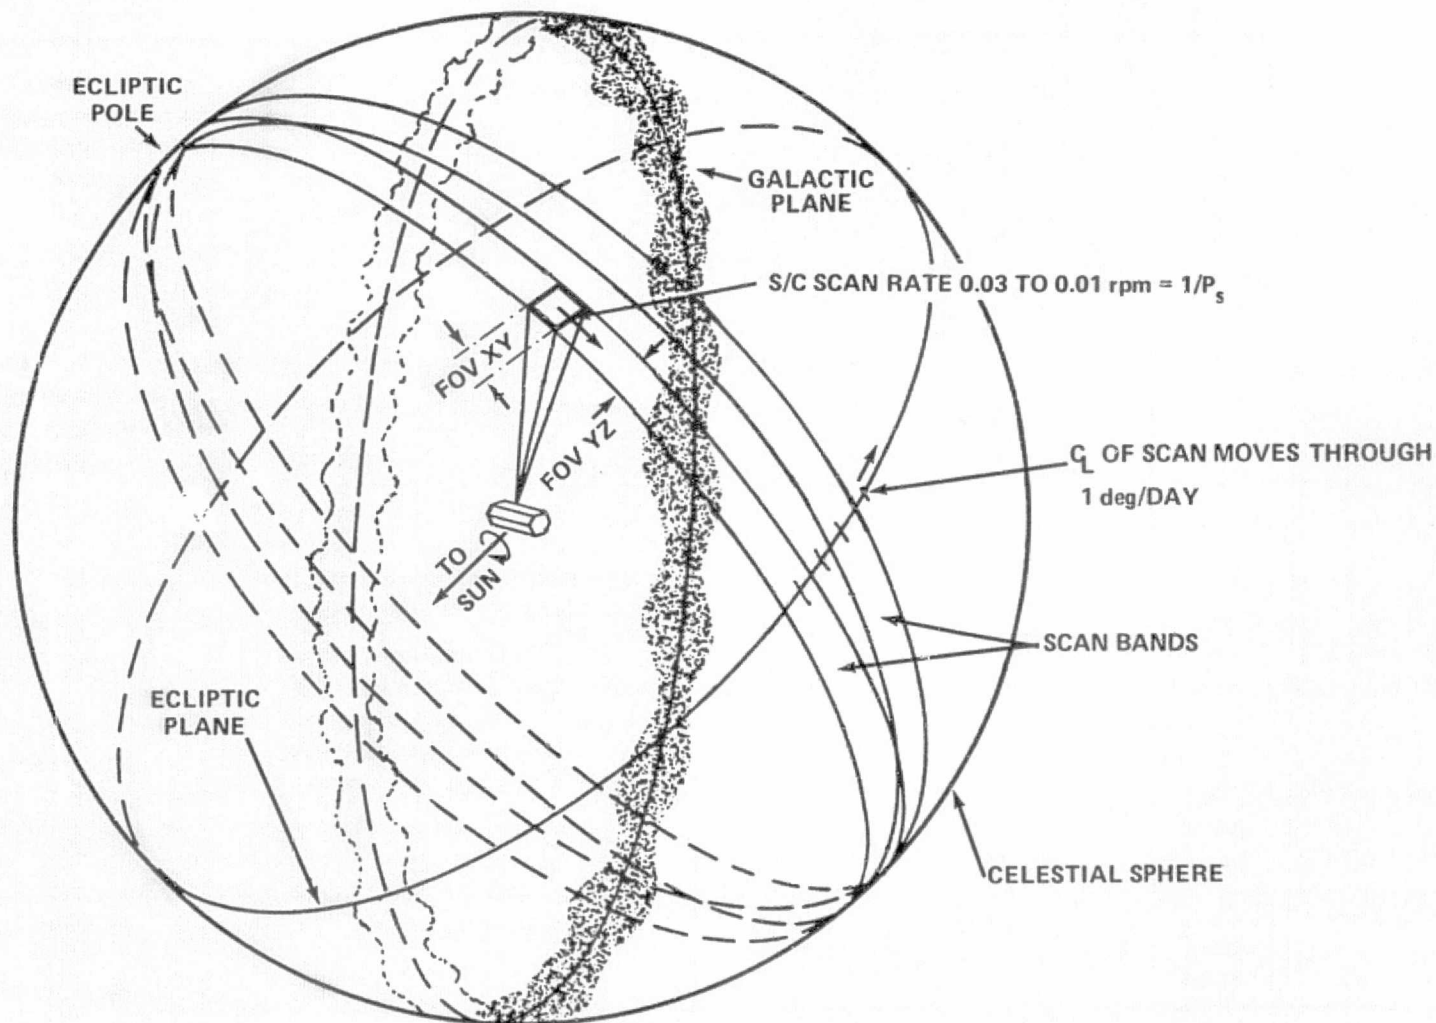 ECLIPTIC
POLE
GALACTIC
PLANE
S/C SCAN RATE 0.03 TO 0.01 rpm = 1/Pₛ
FOV XY
FOV YZ
℄ OF SCAN MOVES THROUGH
1 deg/DAY
TO
SUN
SCAN BANDS
ECLIPTIC
PLANE
CELESTIAL SPHERE